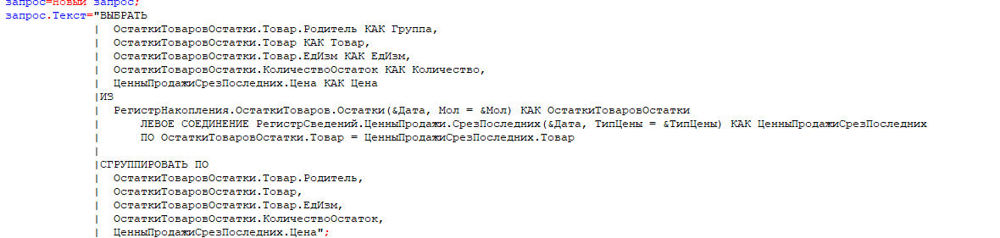 запрос=Новый запрос;
запрос.Текст="ВЫБРАТЬ
| ОстаткиТоваровОстатки.Товар.Родитель КАК Группа,
| ОстаткиТоваровОстатки.Товар КАК Товар,
| ОстаткиТоваровОстатки.Товар.ЕдИзм КАК ЕдИзм,
| ОстаткиТоваровОстатки.КоличествоОстаток КАК Количество,
| ЦенныПродажиСрезПоследних.Цена КАК Цена
|ИЗ
| РегистрНакопления.ОстаткиТоваров.Остатки(&Дата, Мол = &Мол) КАК ОстаткиТоваровОстатки
| ЛЕВОЕ СОЕДИНЕНИЕ РегистрСведений.ЦенныПродажи.СрезПоследних(&Дата, ТипЦены = &ТипЦены) КАК ЦенныПродажиСрезПоследних
| ПО ОстаткиТоваровОстатки.Товар = ЦенныПродажиСрезПоследних.Товар
|
|СГРУППИРОВАТЬ ПО
| ОстаткиТоваровОстатки.Товар.Родитель,
| ОстаткиТоваровОстатки.Товар,
| ОстаткиТоваровОстатки.Товар.ЕдИзм,
| ОстаткиТоваровОстатки.КоличествоОстаток,
| ЦенныПродажиСрезПоследних.Цена";